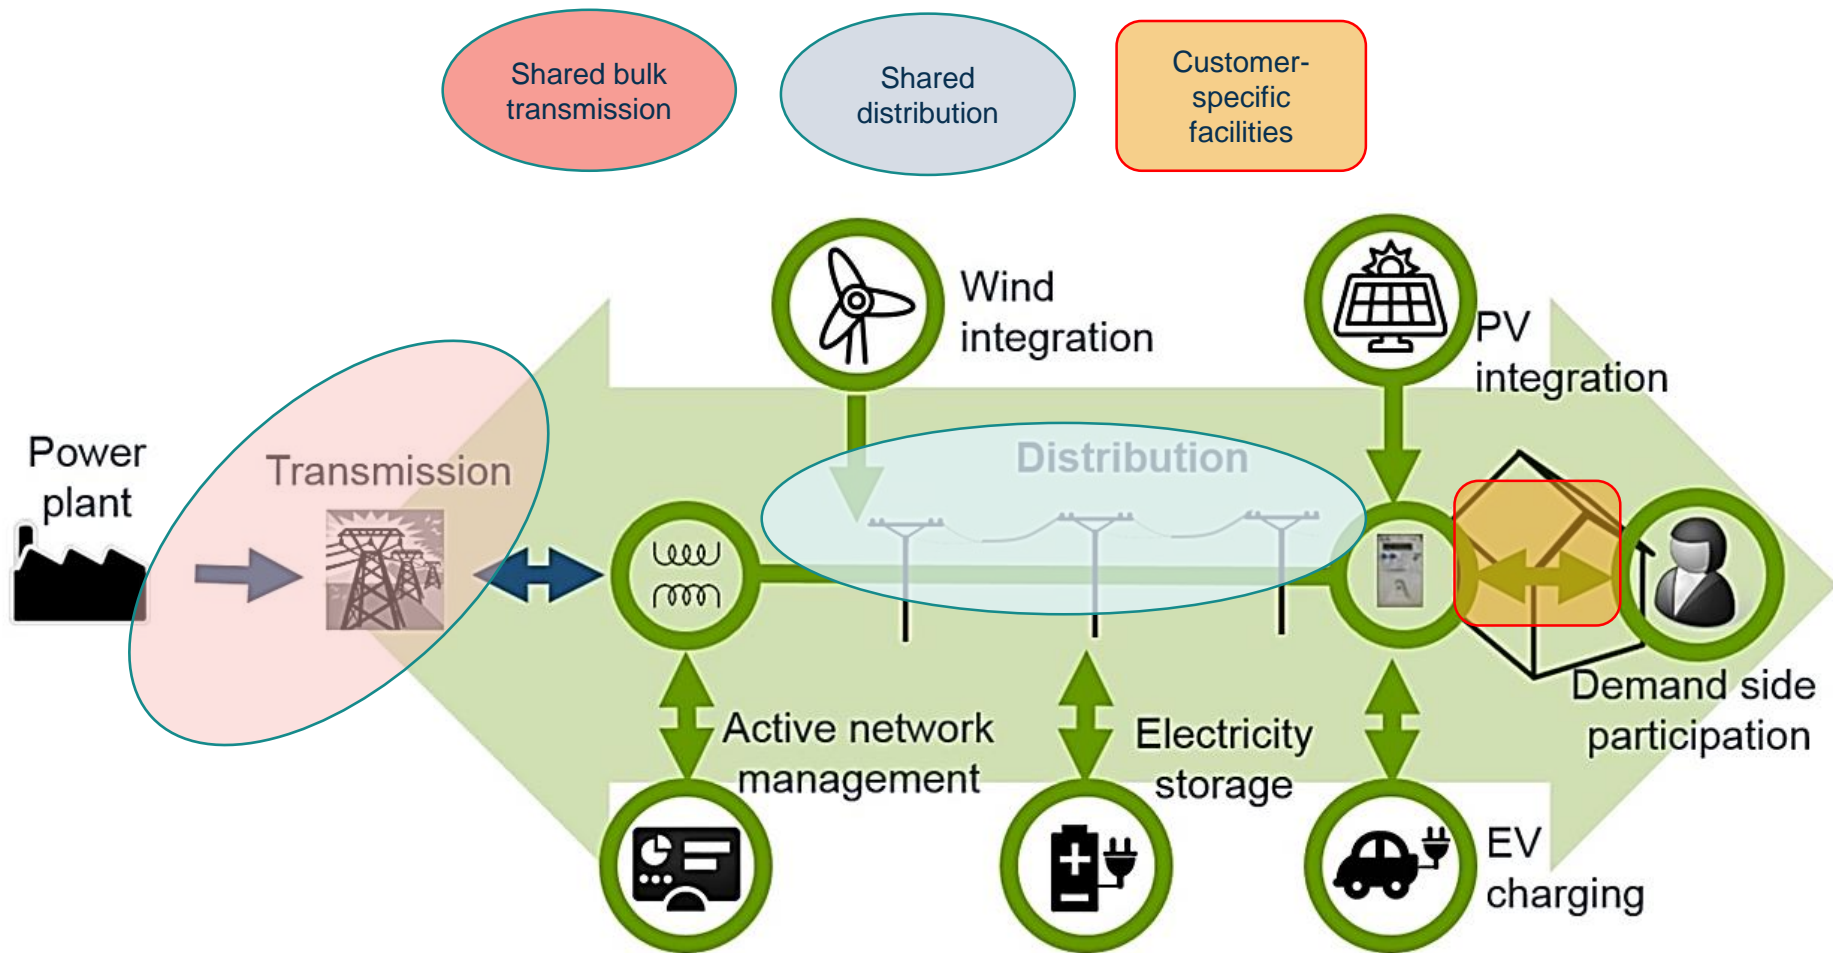 Shared bulk
transmission
Shared
distribution
Customer-
specific
facilities
Wind
integration
PV
integration
Power
plant
Transmission
Distribution
Active network
management
Electricity
storage
Demand side
participation
EV
charging